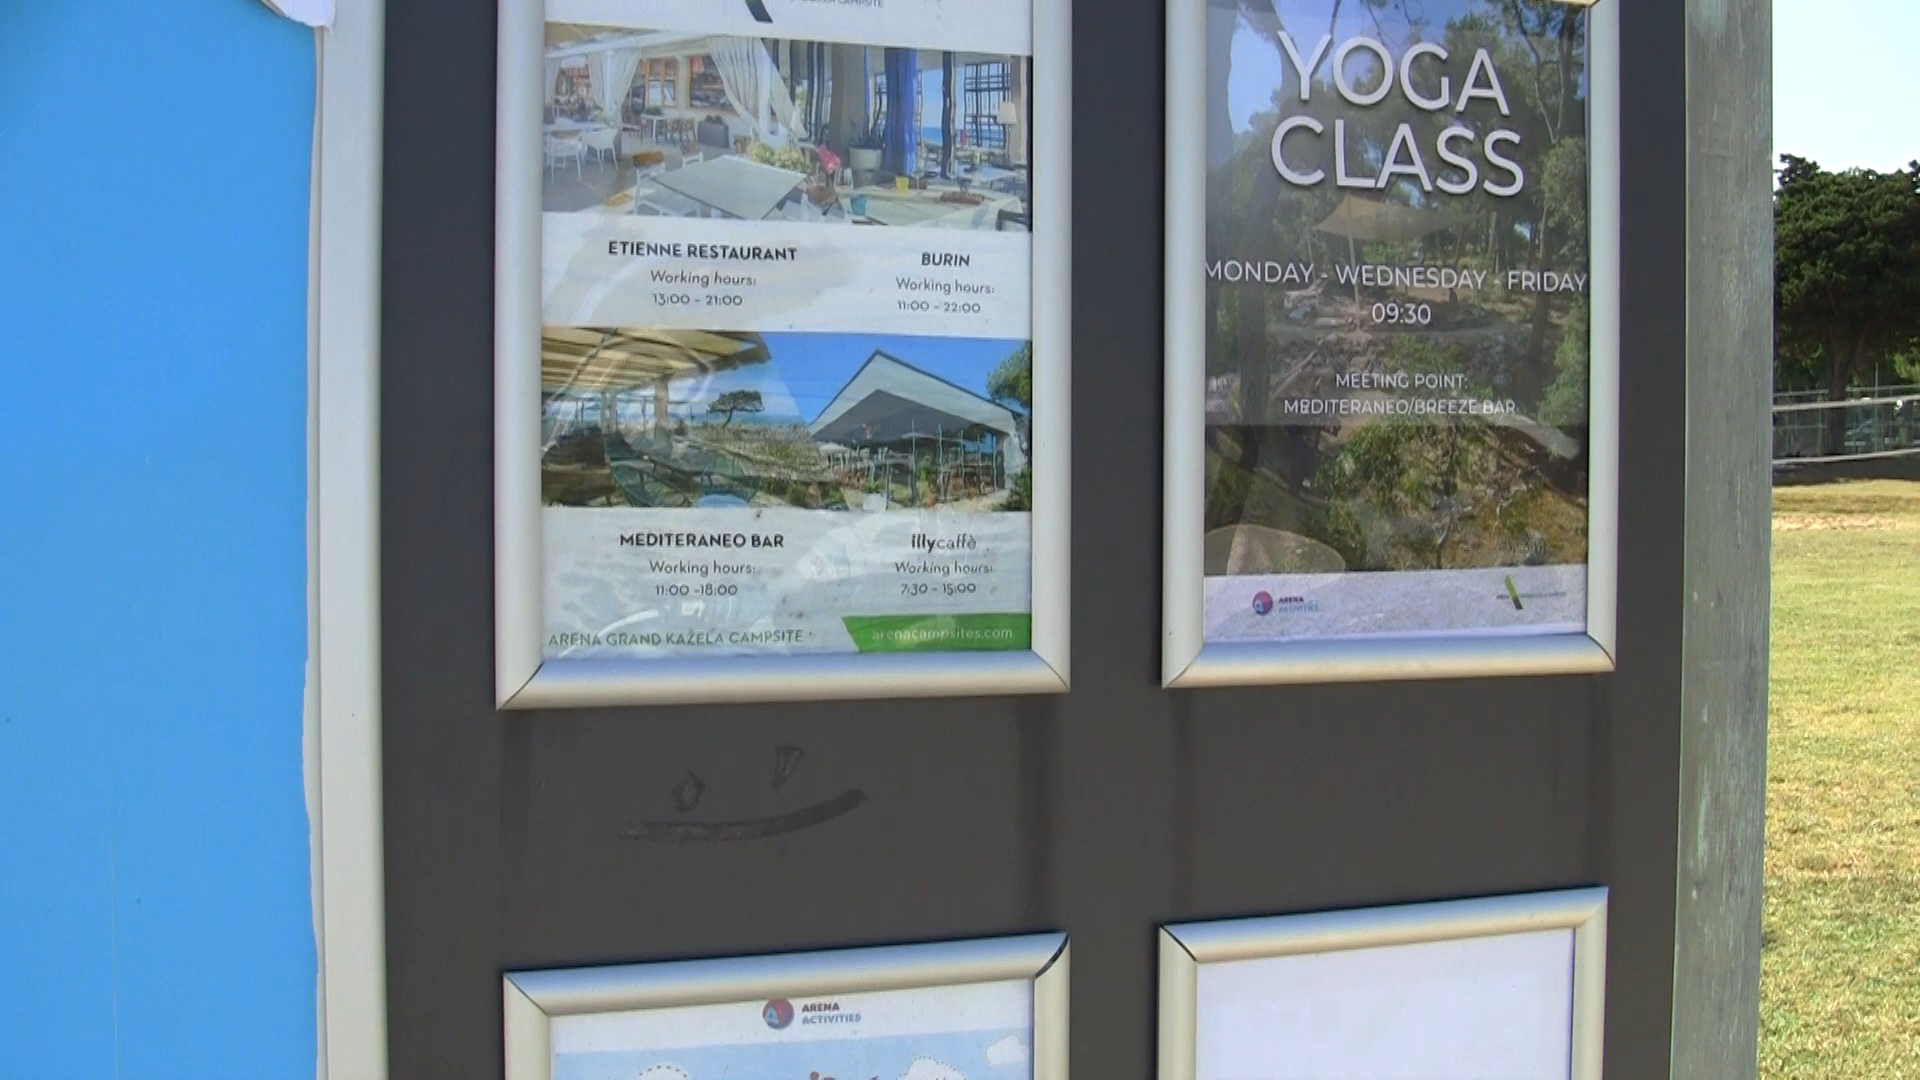 ETIENNE RESTAURANT
Working hours:
13:00 - 21:00
BURIN
Working hours:
11:00 - 22:00
MEDITERANEO BAR
Working hours:
11:00 -18:00
illycaffè
Working hours:
7:30 - 15:00
ARENA GRAND KAŽELA CAMPSITE
arenacampsites.com
YOGA
CLASS
MONDAY - WEDNESDAY - FRIDAY
09:30
MEETING POINT:
MEDITERANEO/BREEZE BAR
ARENA
ACTIVITIES
ARENA
ACTIVITIES